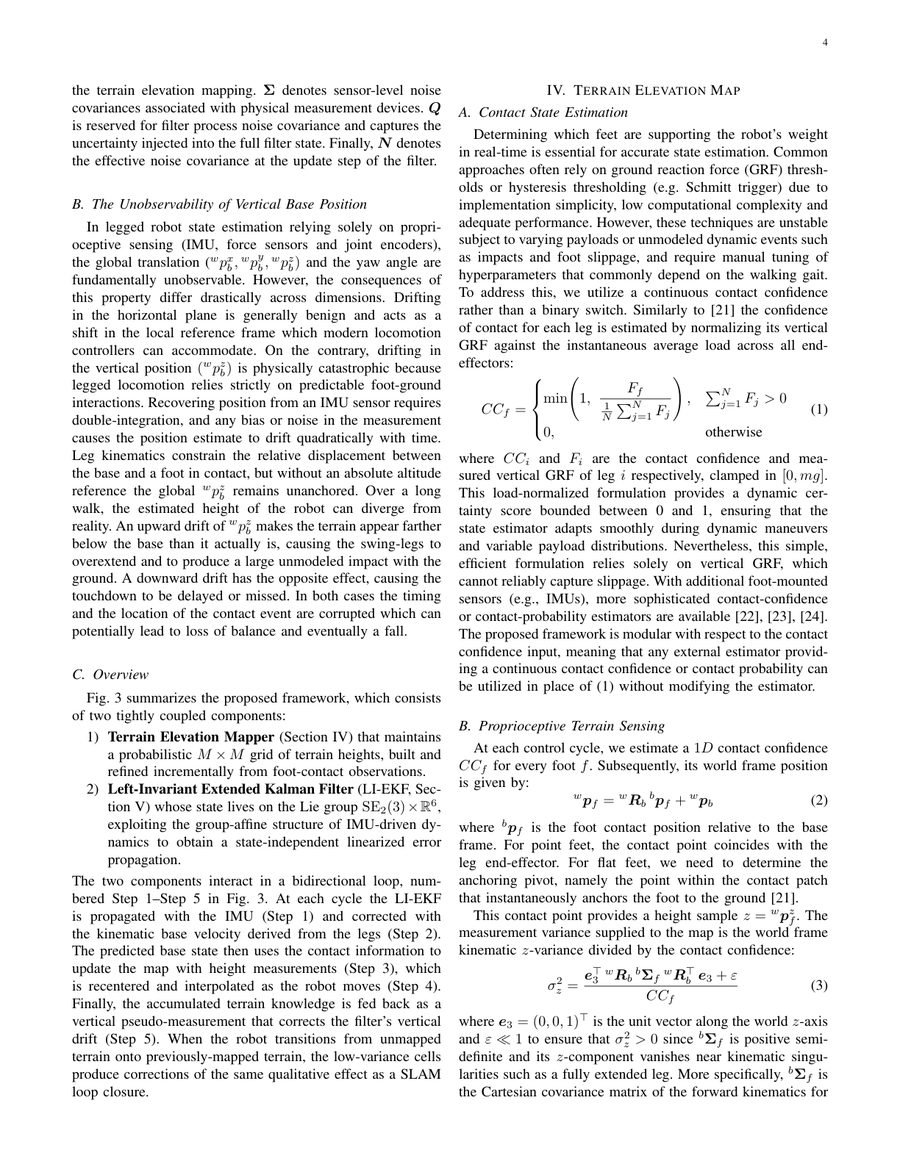 4
the terrain elevation mapping. Σ denotes sensor-level noise
covariances associated with physical measurement devices. Q
is reserved for filter process noise covariance and captures the
uncertainty injected into the full filter state. Finally, N denotes
the effective noise covariance at the update step of the filter.
B. The Unobservability of Vertical Base Position
In legged robot state estimation relying solely on propri-
oceptive sensing (IMU, force sensors and joint encoders),
the global translation (ʷpᵇˣ, ʷpᵇʸ, ʷpᵇᶻ) and the yaw angle are
fundamentally unobservable. However, the consequences of
this property differ drastically across dimensions. Drifting
in the horizontal plane is generally benign and acts as a
shift in the local reference frame which modern locomotion
controllers can accommodate. On the contrary, drifting in
the vertical position (ʷp_b^z) is physically catastrophic because
legged locomotion relies strictly on predictable foot-ground
interactions. Recovering position from an IMU sensor requires
double-integration, and any bias or noise in the measurement
causes the position estimate to drift quadratically with time.
Leg kinematics constrain the relative displacement between
the base and a foot in contact, but without an absolute altitude
reference the global ʷp_b^z remains unanchored. Over a long
walk, the estimated height of the robot can diverge from
reality. An upward drift of ʷp_b^z makes the terrain appear farther
below the base than it actually is, causing the swing-legs to
overextend and to produce a large unmodeled impact with the
ground. A downward drift has the opposite effect, causing the
touchdown to be delayed or missed. In both cases the timing
and the location of the contact event are corrupted which can
potentially lead to loss of balance and eventually a fall.
C. Overview
Fig. 3 summarizes the proposed framework, which consists
of two tightly coupled components:
1) Terrain Elevation Mapper (Section IV) that maintains
a probabilistic M × M grid of terrain heights, built and
refined incrementally from foot-contact observations.
2) Left-Invariant Extended Kalman Filter (LI-EKF, Sec-
tion V) whose state lives on the Lie group SE₂(3) × ℝ⁶,
exploiting the group-affine structure of IMU-driven dy-
namics to obtain a state-independent linearized error
propagation.
The two components interact in a bidirectional loop, num-
bered Step 1–Step 5 in Fig. 3. At each cycle the LI-EKF
is propagated with the IMU (Step 1) and corrected with
the kinematic base velocity derived from the legs (Step 2).
The predicted base state then uses the contact information to
update the map with height measurements (Step 3), which
is recentered and interpolated as the robot moves (Step 4).
Finally, the accumulated terrain knowledge is fed back as a
vertical pseudo-measurement that corrects the filter's vertical
drift (Step 5). When the robot transitions from unmapped
terrain onto previously-mapped terrain, the low-variance cells
produce corrections of the same qualitative effect as a SLAM
loop closure.
IV. TERRAIN ELEVATION MAP
A. Contact State Estimation
Determining which feet are supporting the robot's weight
in real-time is essential for accurate state estimation. Common
approaches often rely on ground reaction force (GRF) thresh-
olds or hysteresis thresholding (e.g. Schmitt trigger) due to
implementation simplicity, low computational complexity and
adequate performance. However, these techniques are unstable
subject to varying payloads or unmodeled dynamic events such
as impacts and foot slippage, and require manual tuning of
hyperparameters that commonly depend on the walking gait.
To address this, we utilize a continuous contact confidence
rather than a binary switch. Similarly to [21] the confidence
of contact for each leg is estimated by normalizing its vertical
GRF against the instantaneous average load across all end-
effectors:
CC_f = { min(1, F_f / (1/N ∑_{j=1}^N F_j)), ∑_{j=1}^N F_j > 0 (1)
0, otherwise
where CC_i and F_i are the contact confidence and mea-
sured vertical GRF of leg i respectively, clamped in [0, mg].
This load-normalized formulation provides a dynamic cer-
tainty score bounded between 0 and 1, ensuring that the
state estimator adapts smoothly during dynamic maneuvers
and variable payload distributions. Nevertheless, this simple,
efficient formulation relies solely on vertical GRF, which
cannot reliably capture slippage. With additional foot-mounted
sensors (e.g., IMUs), more sophisticated contact-confidence
or contact-probability estimators are available [22], [23], [24].
The proposed framework is modular with respect to the contact
confidence input, meaning that any external estimator provid-
ing a continuous contact confidence or contact probability can
be utilized in place of (1) without modifying the estimator.
B. Proprioceptive Terrain Sensing
At each control cycle, we estimate a 1D contact confidence
CC_f for every foot f. Subsequently, its world frame position
is given by:
ʷp_f = ʷR_b ᵇp_f + ʷp_b (2)
where ᵇp_f is the foot contact position relative to the base
frame. For point feet, the contact point coincides with the
leg end-effector. For flat feet, we need to determine the
anchoring pivot, namely the point within the contact patch
that instantaneously anchors the foot to the ground [21].
This contact point provides a height sample z = ʷp_f^z. The
measurement variance supplied to the map is the world frame
kinematic z-variance divided by the contact confidence:
σ_z² = (e₃^⊤ ʷR_b ᵇΣ_f ʷR_b^⊤ e₃ + ε) / CC_f (3)
where e₃ = (0, 0, 1)^⊤ is the unit vector along the world z-axis
and ε ≪ 1 to ensure that σ_z² > 0 since ᵇΣ_f is positive semi-
definite and its z-component vanishes near kinematic singu-
larities such as a fully extended leg. More specifically, ᵇΣ_f is
the Cartesian covariance matrix of the forward kinematics for